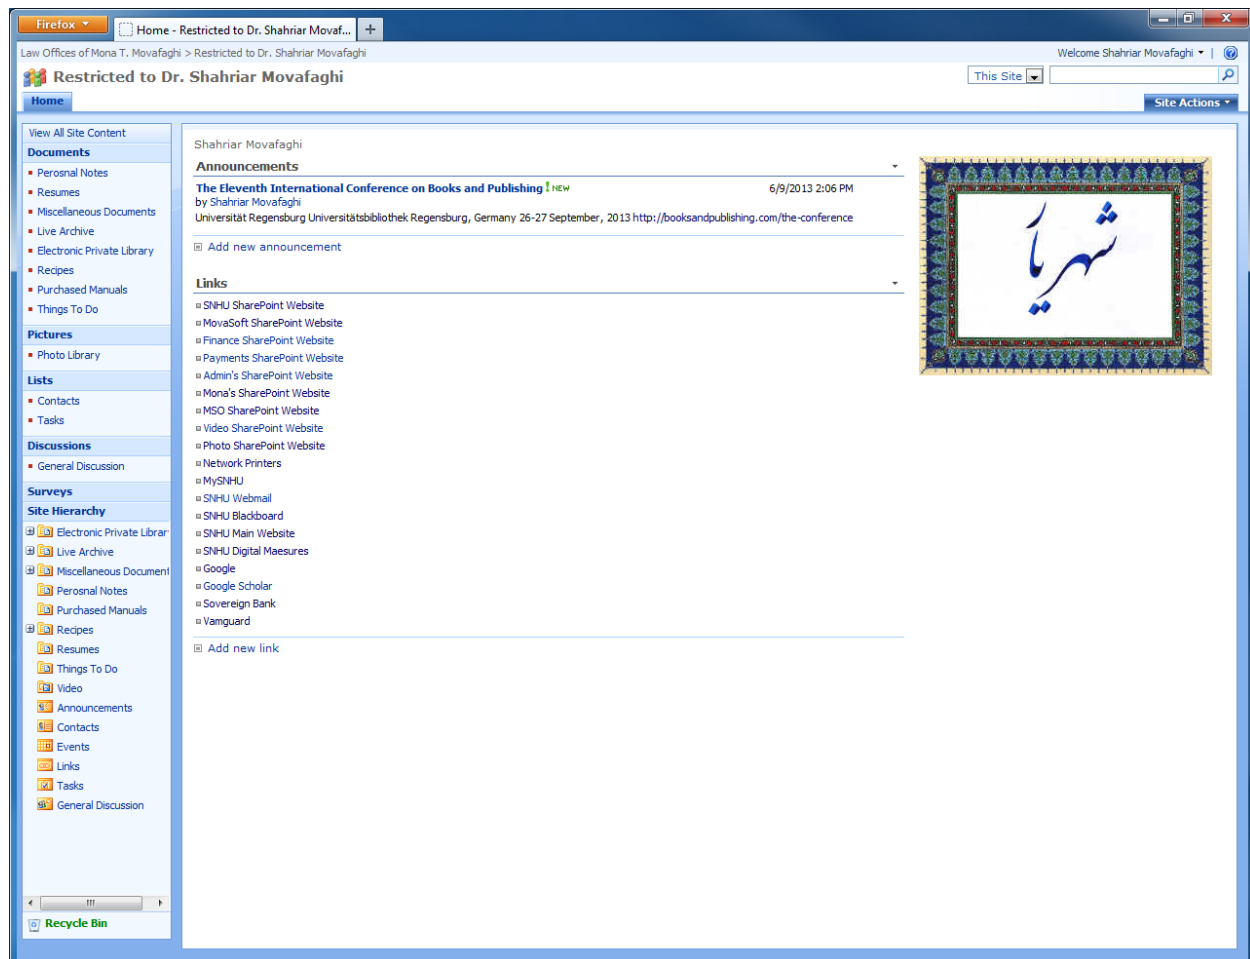 Firefox
Home - Restricted to Dr. Shahriar Movaf...
Law Offices of Mona T. Movafaghi > Restricted to Dr. Shahriar Movafaghi
Welcome Shahriar Movafaghi
Restricted to Dr. Shahriar Movafaghi
This Site
Home
Site Actions
View All Site Content
Documents
Perosnal Notes
Resumes
Miscellaneous Documents
Live Archive
Electronic Private Library
Recipes
Purchased Manuals
Things To Do
Pictures
Photo Library
Lists
Contacts
Tasks
Discussions
General Discussion
Surveys
Site Hierarchy
Electronic Private Librar
Live Archive
Miscellaneous Document
Perosnal Notes
Purchased Manuals
Recipes
Resumes
Things To Do
Video
Announcements
Contacts
Events
Links
Tasks
General Discussion
Recycle Bin
Shahriar Movafaghi
Announcements
The Eleventh International Conference on Books and Publishing ! NEW 6/9/2013 2:06 PM
by Shahriar Movafaghi
Universität Regensburg Universitätsbibliothek Regensburg, Germany 26-27 September, 2013 http://booksandpublishing.com/the-conference
Add new announcement
Links
SNHU SharePoint Website
MovaSoft SharePoint Website
Finance SharePoint Website
Payments SharePoint Website
Admin's SharePoint Website
Mona's SharePoint Website
MSO SharePoint Website
Video SharePoint Website
Photo SharePoint Website
Network Printers
MySNHU
SNHU Webmail
SNHU Blackboard
SNHU Main Website
SNHU Digital Maesures
Google
Google Scholar
Sovereign Bank
Vamguard
Add new link
شهریار